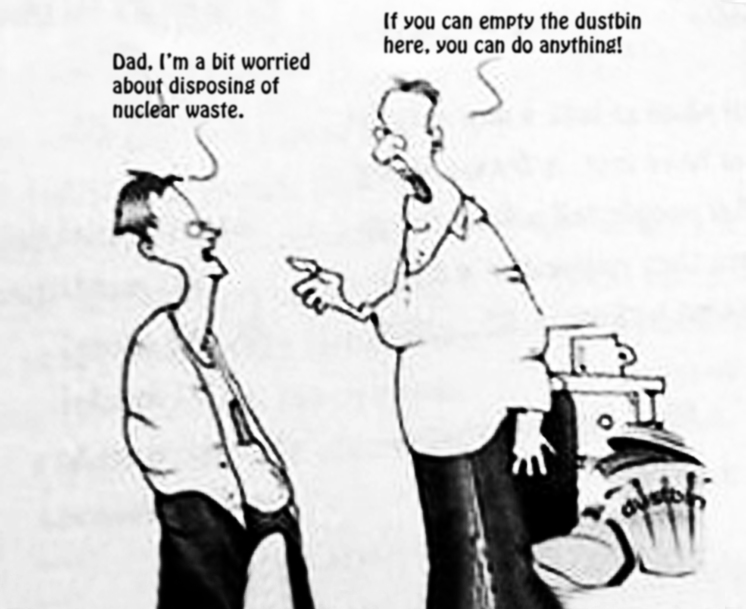 Dad, I'm a bit worried
about disposing of
nuclear waste.
If you can empty the dustbin
here, you can do anything!
dustbin